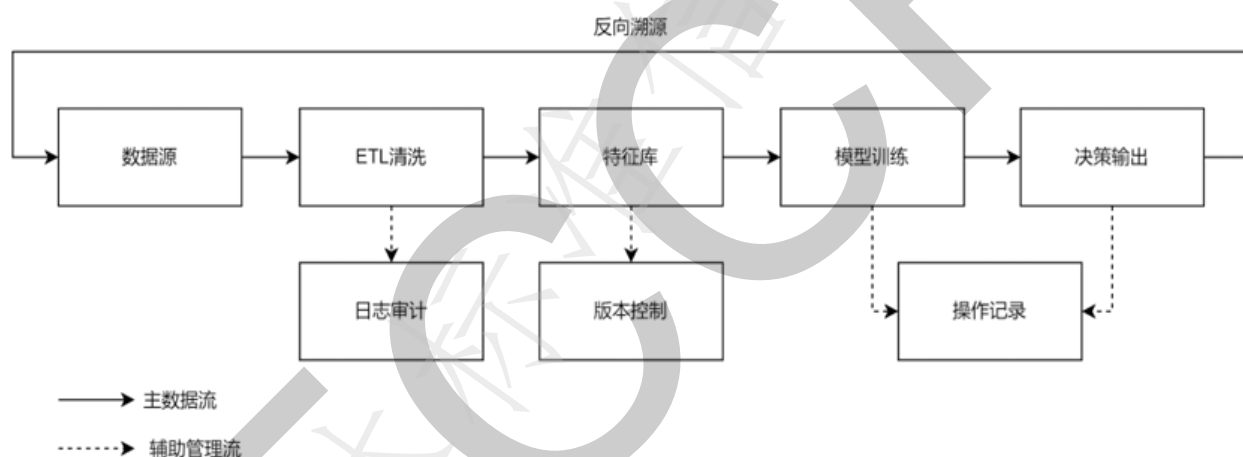 反向溯源
数据源
ETL清洗
特征库
模型训练
决策输出
日志审计
版本控制
操作记录
主数据流
辅助管理流